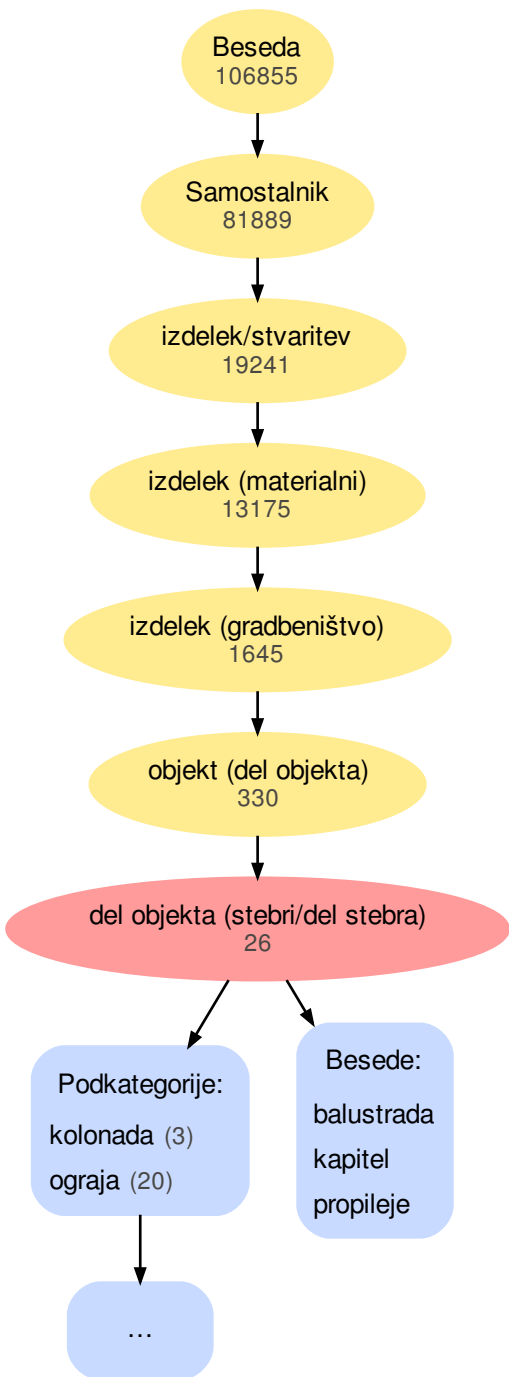 Beseda
106855
Samostalnik
81889
izdelek/stvaritev
19241
izdelek (materialni)
13175
izdelek (gradbeništvo)
1645
objekt (del objekta)
330
del objekta (stebri/del stebra)
26
Podkategorije:
kolonada (3)
ograja (20)
Besede:
balustrada
kapitel
propileje
...